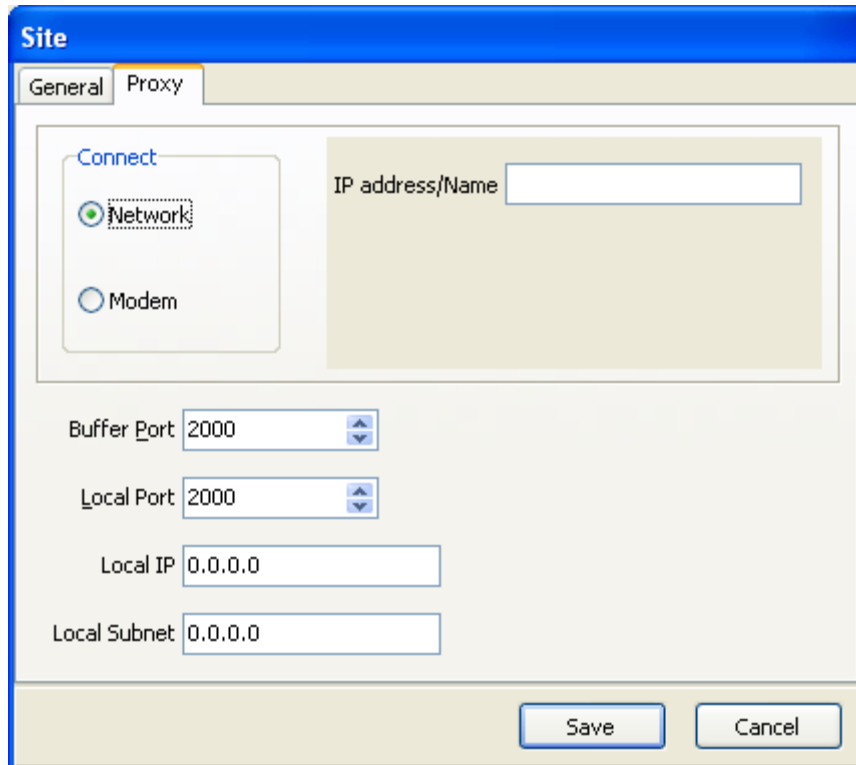 Site
General Proxy
Connect
IP address/Name
Network
Modem
Buffer Port 2000
Local Port 2000
Local IP 0.0.0.0
Local Subnet 0.0.0.0
Save Cancel